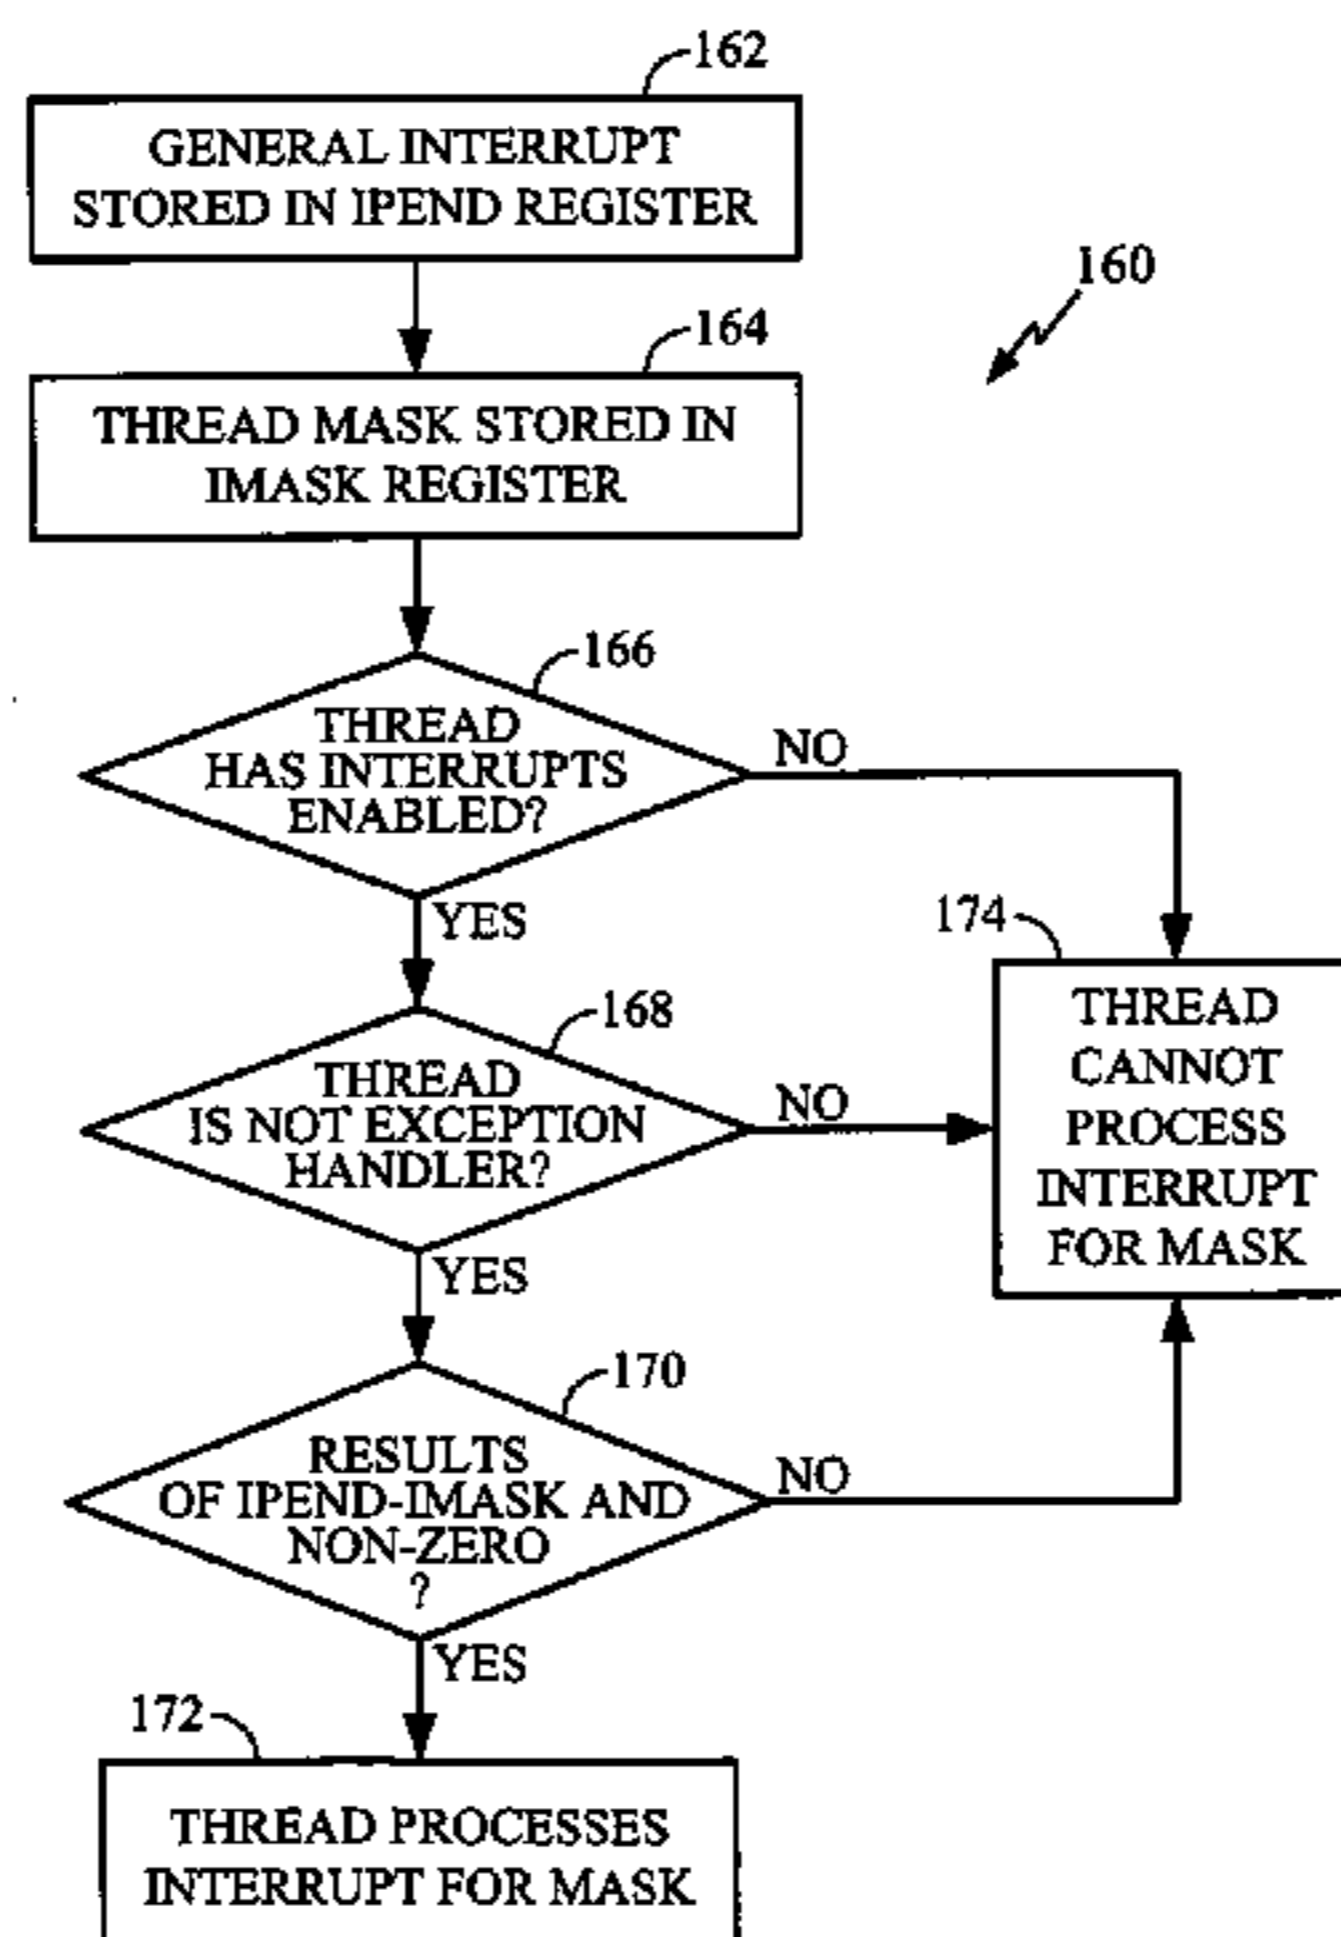 162
GENERAL INTERRUPT
STORED IN IPEND REGISTER
160
164
THREAD MASK STORED IN
IMASK REGISTER
166
THREAD
HAS INTERRUPTS
ENABLED?
NO
YES
174
THREAD
CANNOT
PROCESS
INTERRUPT
FOR MASK
168
THREAD
IS NOT EXCEPTION
HANDLER?
NO
YES
170
RESULTS
OF IPEND-IMASK AND
NON-ZERO
?
NO
YES
172
THREAD PROCESSES
INTERRUPT FOR MASK